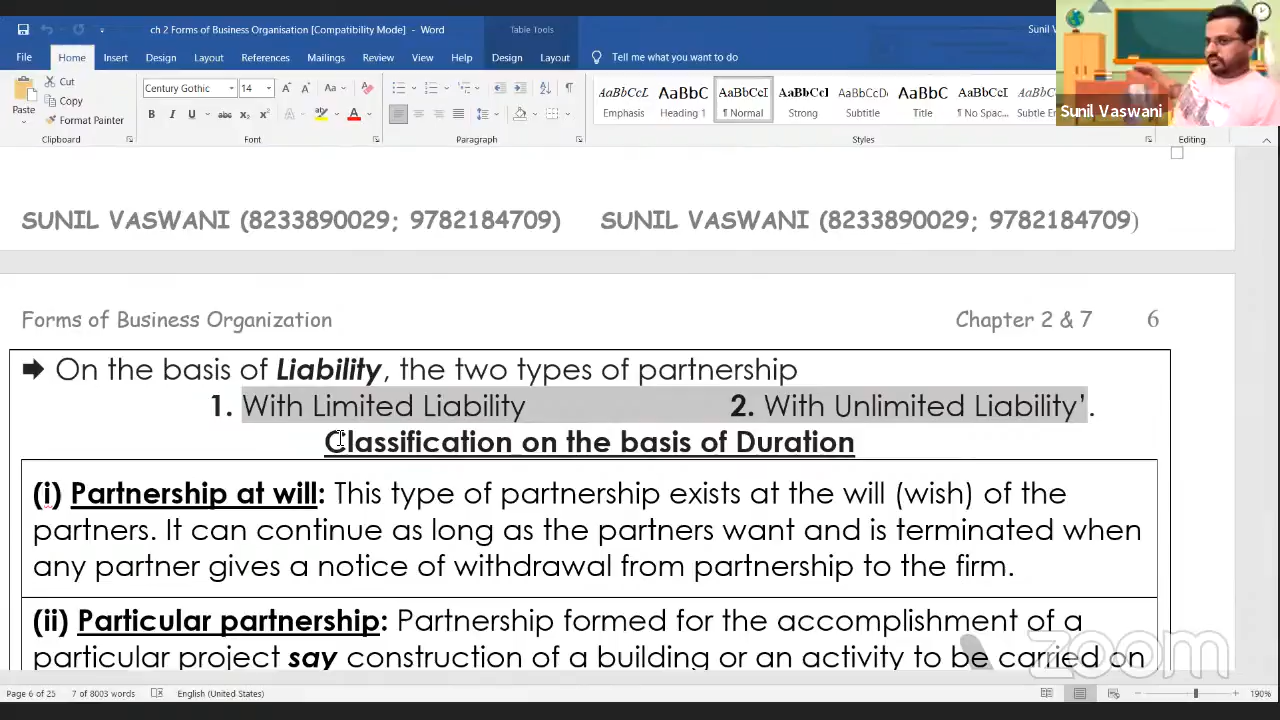 ch 2 Forms of Business Organisation [Compatibility Mode] - Word
Table Tools
Sunil V
File Home Insert Design Layout References Mailings Review View Help Design Layout Tell me what you want to do
Sunil Vaswani
Paste
Cut
Copy
Format Painter
Clipboard
Century Gothic 14
B I U abc X₂ X²
Font
Paragraph
AaBbCcL AaBbC AaBbCcI AaBbCcI AaBbCcDc AaBbC AaBbCcI AaBbCcD
Emphasis Heading 1 ¶ Normal Strong Subtitle Title ¶ No Spac... Subtle Em
Styles
Editing
SUNIL VASWANI (8233890029; 9782184709) SUNIL VASWANI (8233890029; 9782184709)
Forms of Business Organization Chapter 2 & 7 6
🡆 On the basis of Liability, the two types of partnership
1. With Limited Liability 2. With Unlimited Liability’.
Classification on the basis of Duration
(i) Partnership at will: This type of partnership exists at the will (wish) of the
partners. It can continue as long as the partners want and is terminated when
any partner gives a notice of withdrawal from partnership to the firm.
(ii) Particular partnership: Partnership formed for the accomplishment of a
particular project say construction of a building or an activity to be carried on
zoom
Page 6 of 25 7 of 8003 words English (United States) 190%